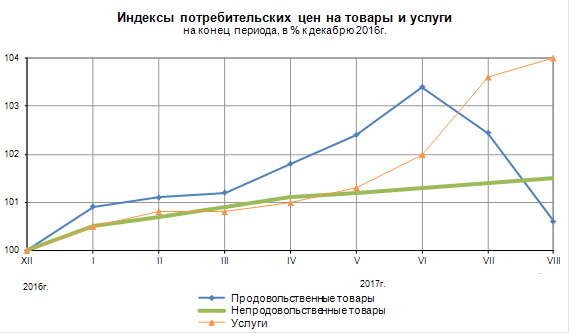 Индексы потребительских цен на товары и услуги
на конец периода, в % к декабрю 2016г.
104
103
102
101
100
XII I II III IV V VI VII VIII
2016г. 2017г.
Продовольственные товары
Непродовольственные товары
Услуги